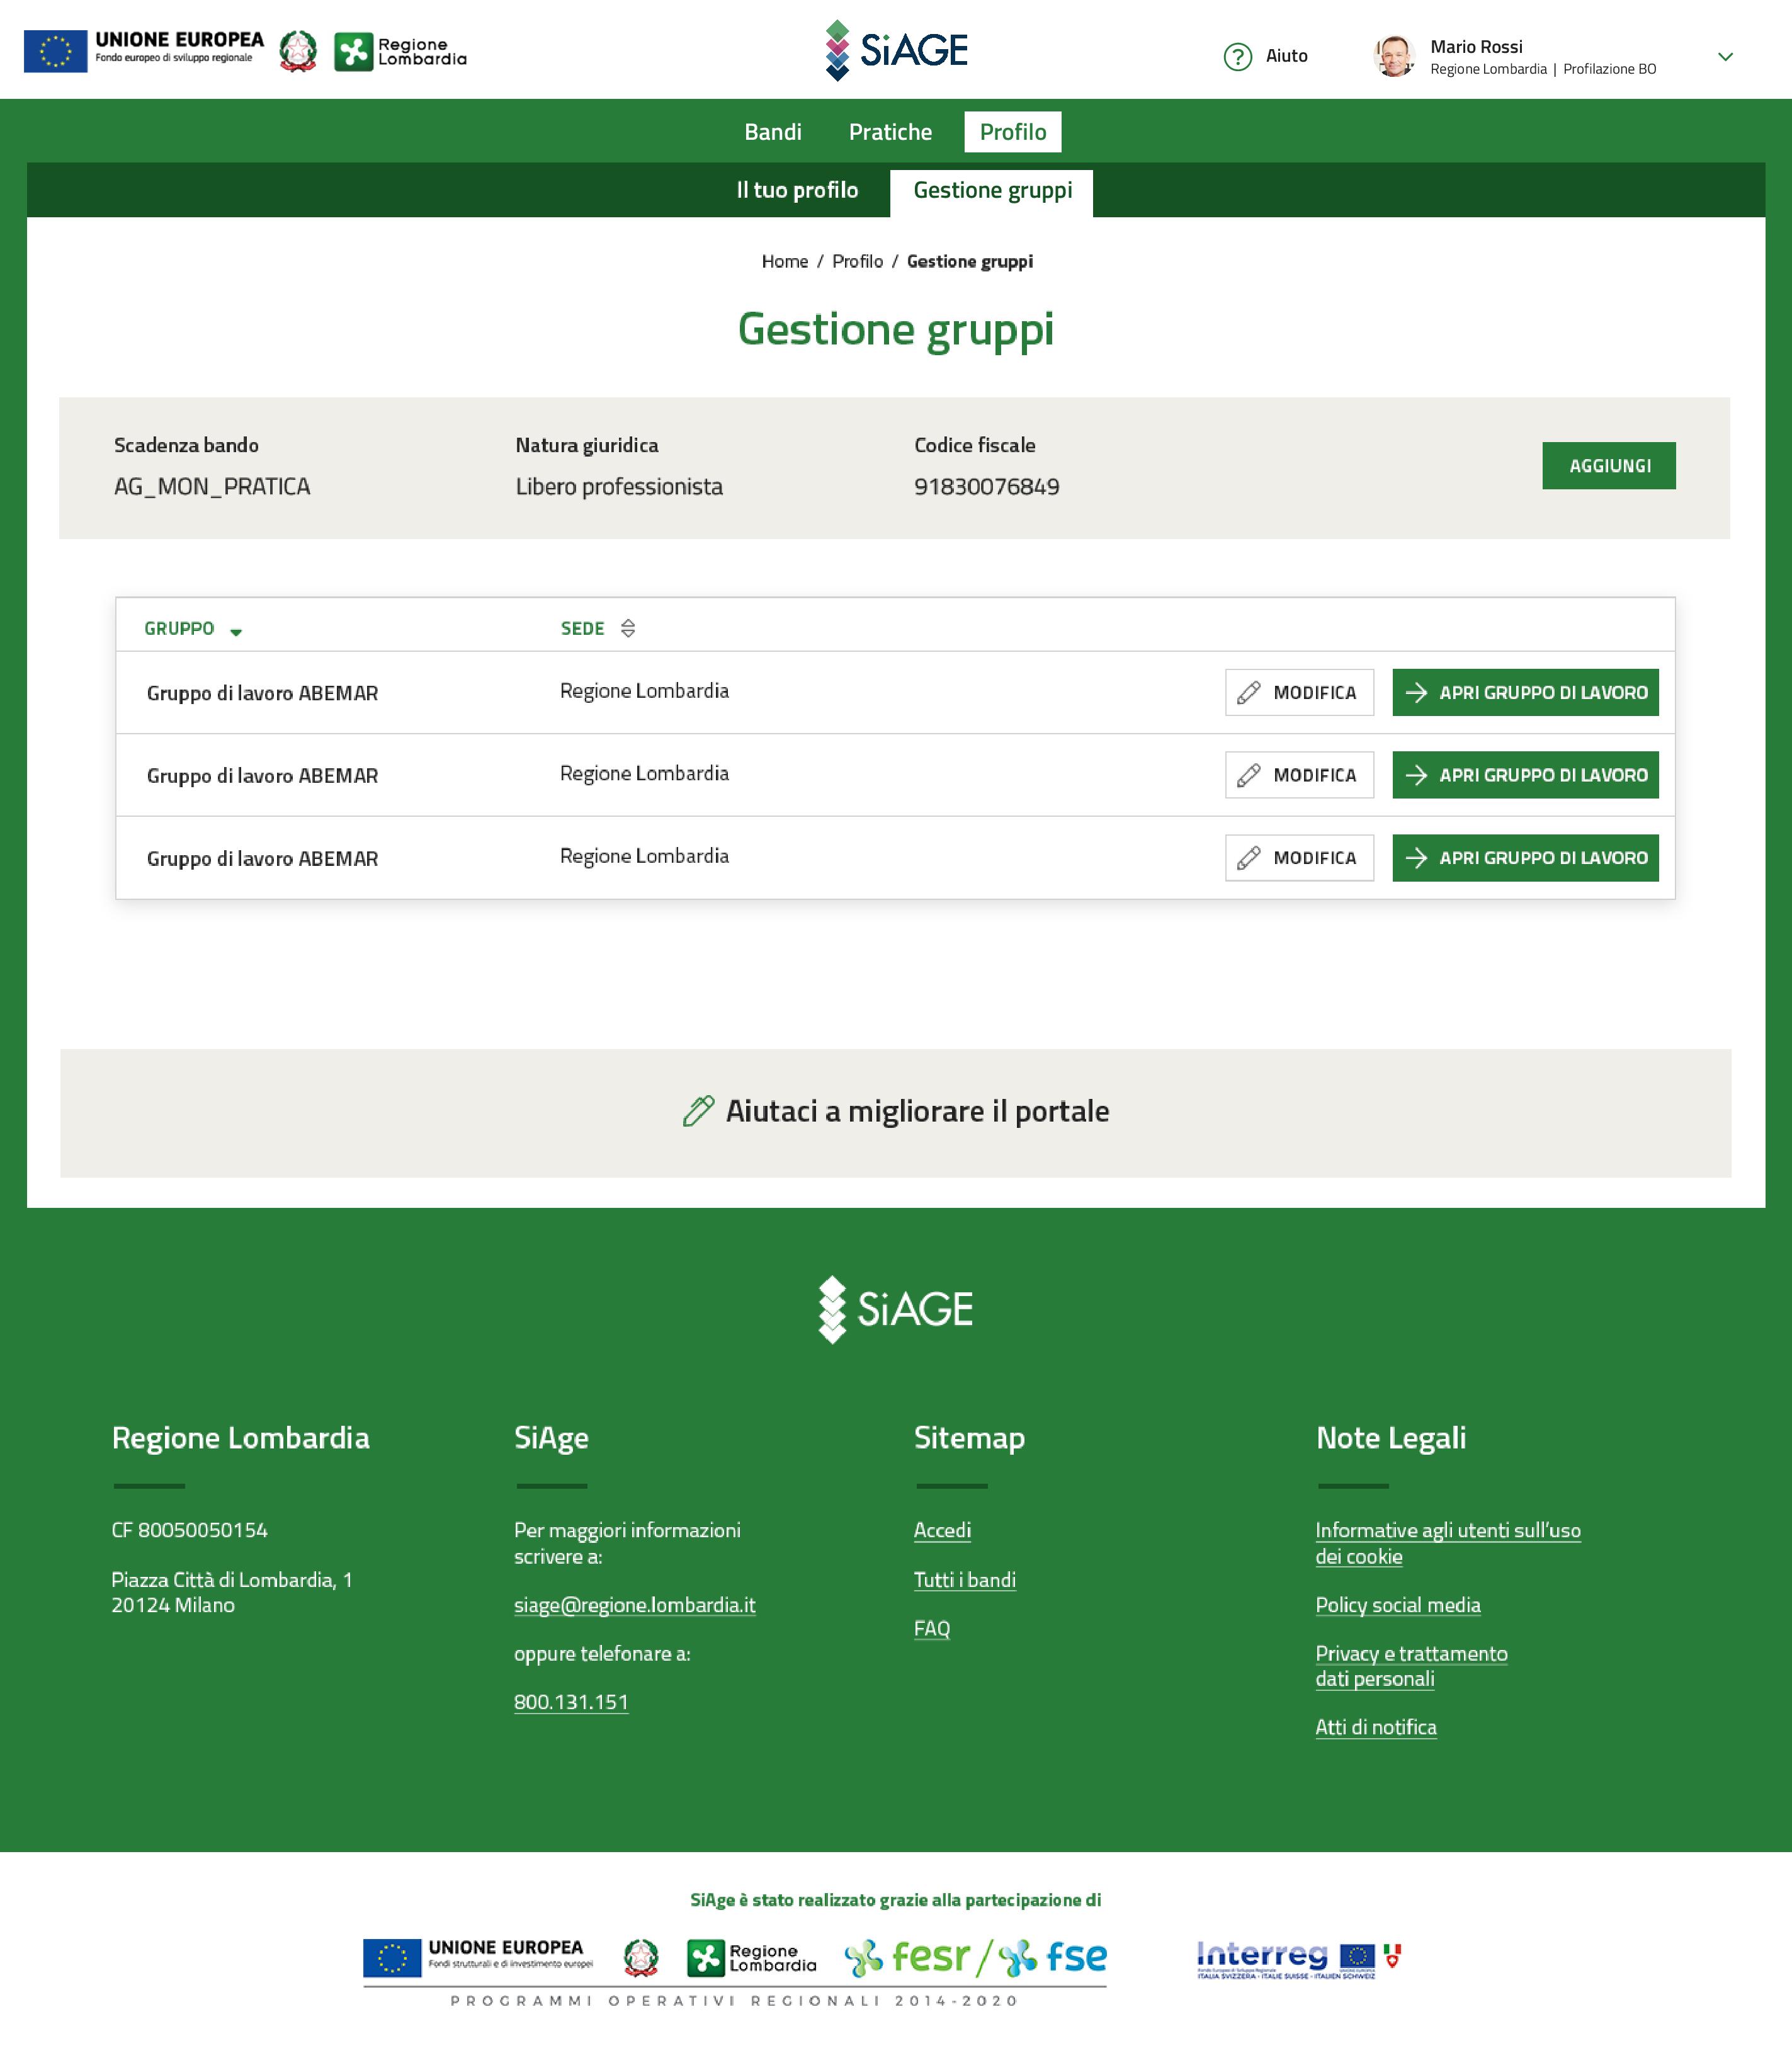 UNIONE EUROPEA
Fondo europeo di sviluppo regionale
Regione
Lombardia
SiAGE
? Aiuto
Mario Rossi
Regione Lombardia | Profilazione BO
Bandi Pratiche Profilo
Il tuo profilo Gestione gruppi
Home / Profilo / Gestione gruppi
Gestione gruppi
Scadenza bando Natura giuridica Codice fiscale
AG_MON_PRATICA Libero professionista 91830076849
AGGIUNGI
GRUPPO SEDE
Gruppo di lavoro ABEMAR Regione Lombardia MODIFICA APRI GRUPPO DI LAVORO
Gruppo di lavoro ABEMAR Regione Lombardia MODIFICA APRI GRUPPO DI LAVORO
Gruppo di lavoro ABEMAR Regione Lombardia MODIFICA APRI GRUPPO DI LAVORO
Aiutaci a migliorare il portale
SiAGE
Regione Lombardia
CF 80050050154
Piazza Città di Lombardia, 1
20124 Milano
SiAge
Per maggiori informazioni
scrivere a:
siage@regione.lombardia.it
oppure telefonare a:
800.131.151
Sitemap
Accedi
Tutti i bandi
FAQ
Note Legali
Informative agli utenti sull’uso
dei cookie
Policy social media
Privacy e trattamento
dati personali
Atti di notifica
SiAge è stato realizzato grazie alla partecipazione di
UNIONE EUROPEA
Fondi strutturali e di investimento europei
Regione
Lombardia
fesr / fse
PROGRAMMI OPERATIVI REGIONALI 2014-2020
Interreg
ITALIA SVIZZERA - ITALIE SUISSE - ITALIEN SCHWEIZ